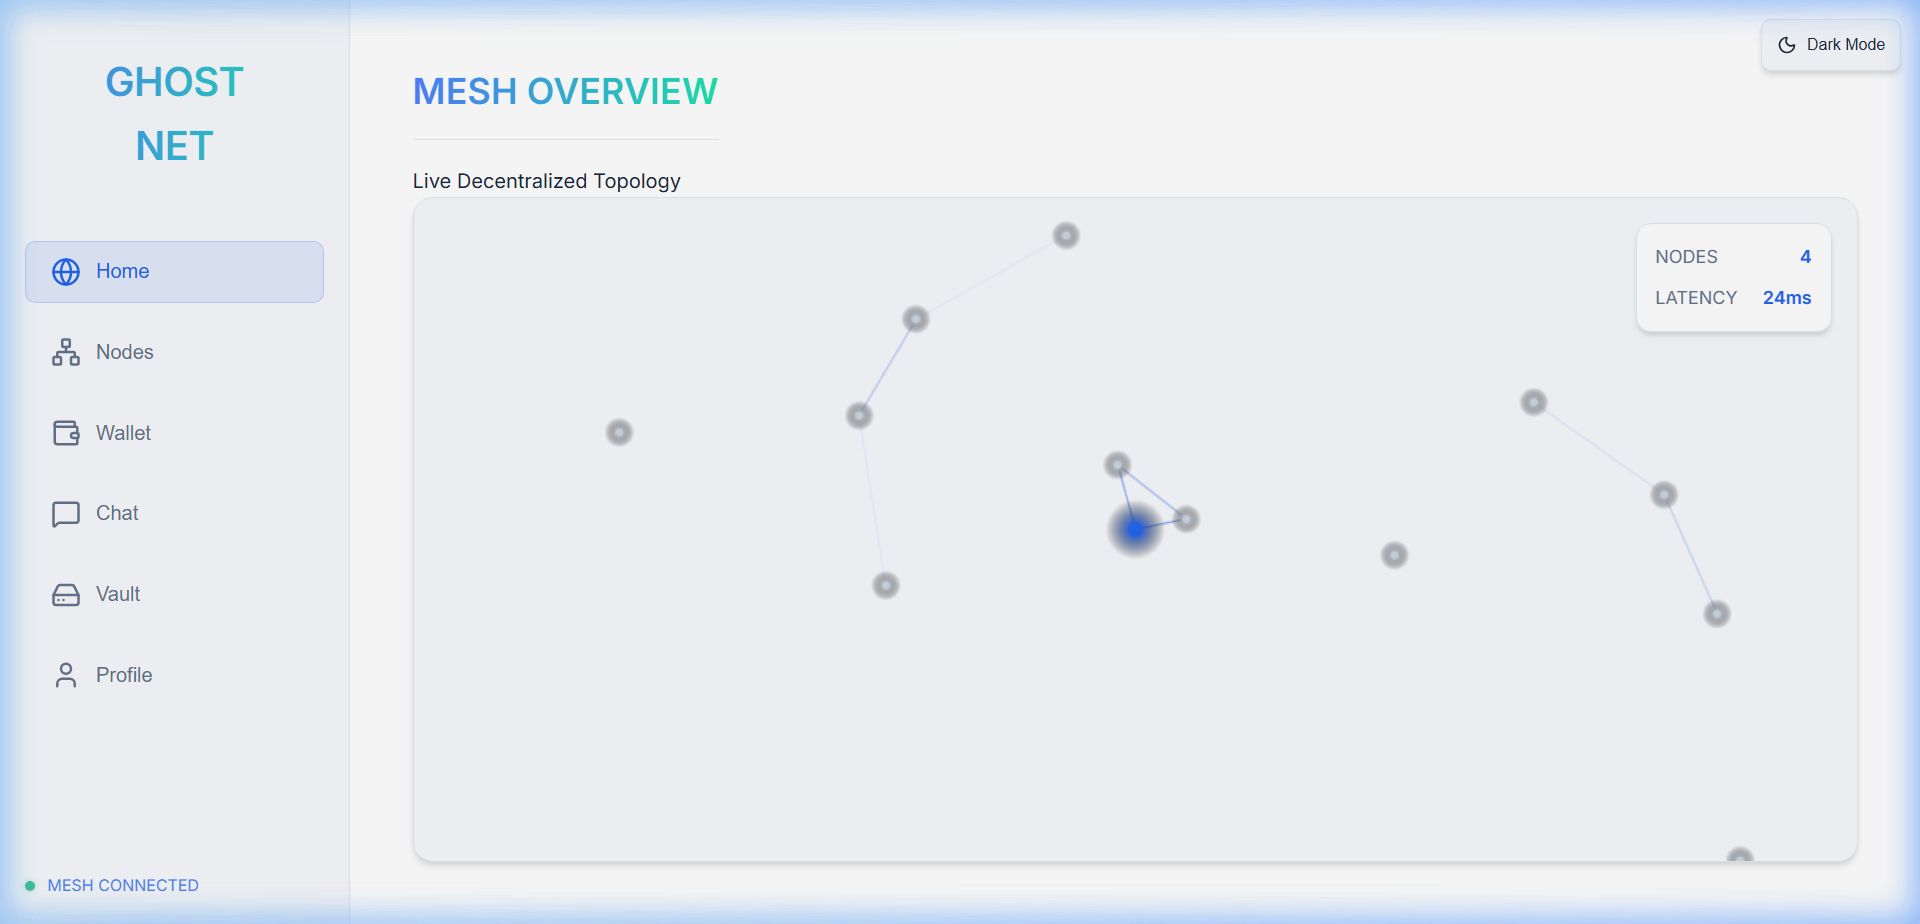 GHOST
NET
Home
Nodes
Wallet
Chat
Vault
Profile
MESH CONNECTED
Dark Mode
MESH OVERVIEW
Live Decentralized Topology
NODES 4
LATENCY 24ms